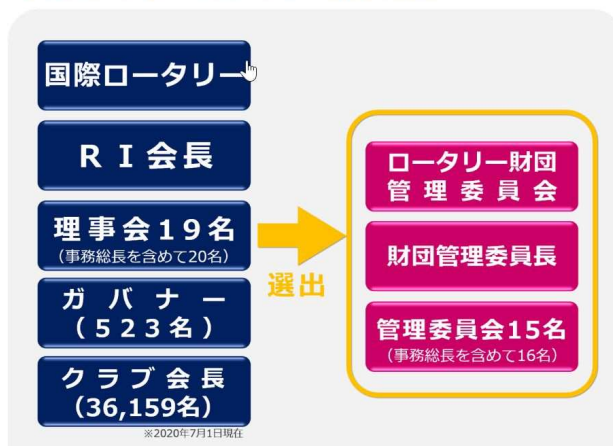 国際ロータリー
ＲＩ会長
理事会１９名
（事務総長を含めて20名）
ガバナー
（５２３名）
クラブ会長
（36,159名）
※2020年7月1日現在
選出
ロータリー財団
管理委員会
財団管理委員長
管理委員会15名
（事務総長を含めて16名）